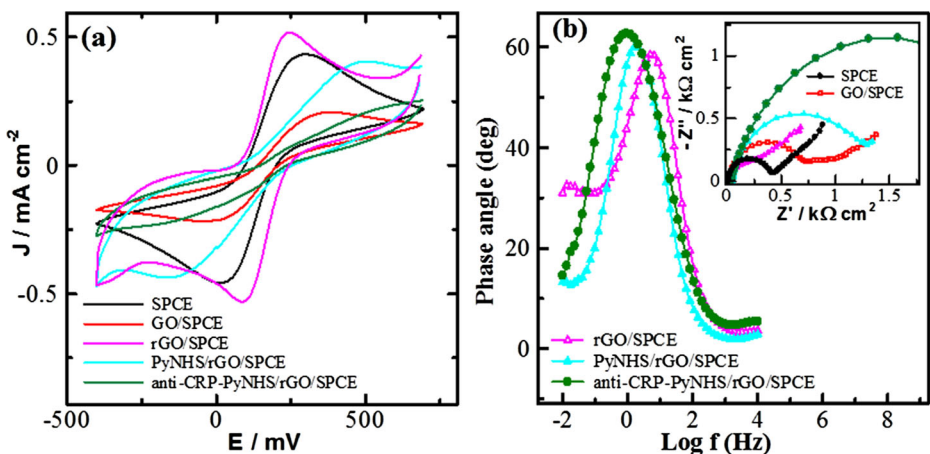 (a)
0.5
0
-0.5
J / mA cm-2
SPCE
GO/SPCE
rGO/SPCE
PyNHS/rGO/SPCE
anti-CRP-PyNHS/rGO/SPCE
-500 0 500
E / mV
(b)
60
40
20
0
Phase angle (deg)
rGO/SPCE
PyNHS/rGO/SPCE
anti-CRP-PyNHS/rGO/SPCE
-2 0 2 4 6 8
Log f (Hz)
1
0.5
0
-Z'' / kΩ cm2
SPCE
GO/SPCE
0 0.5 1 1.5
Z' / kΩ cm2